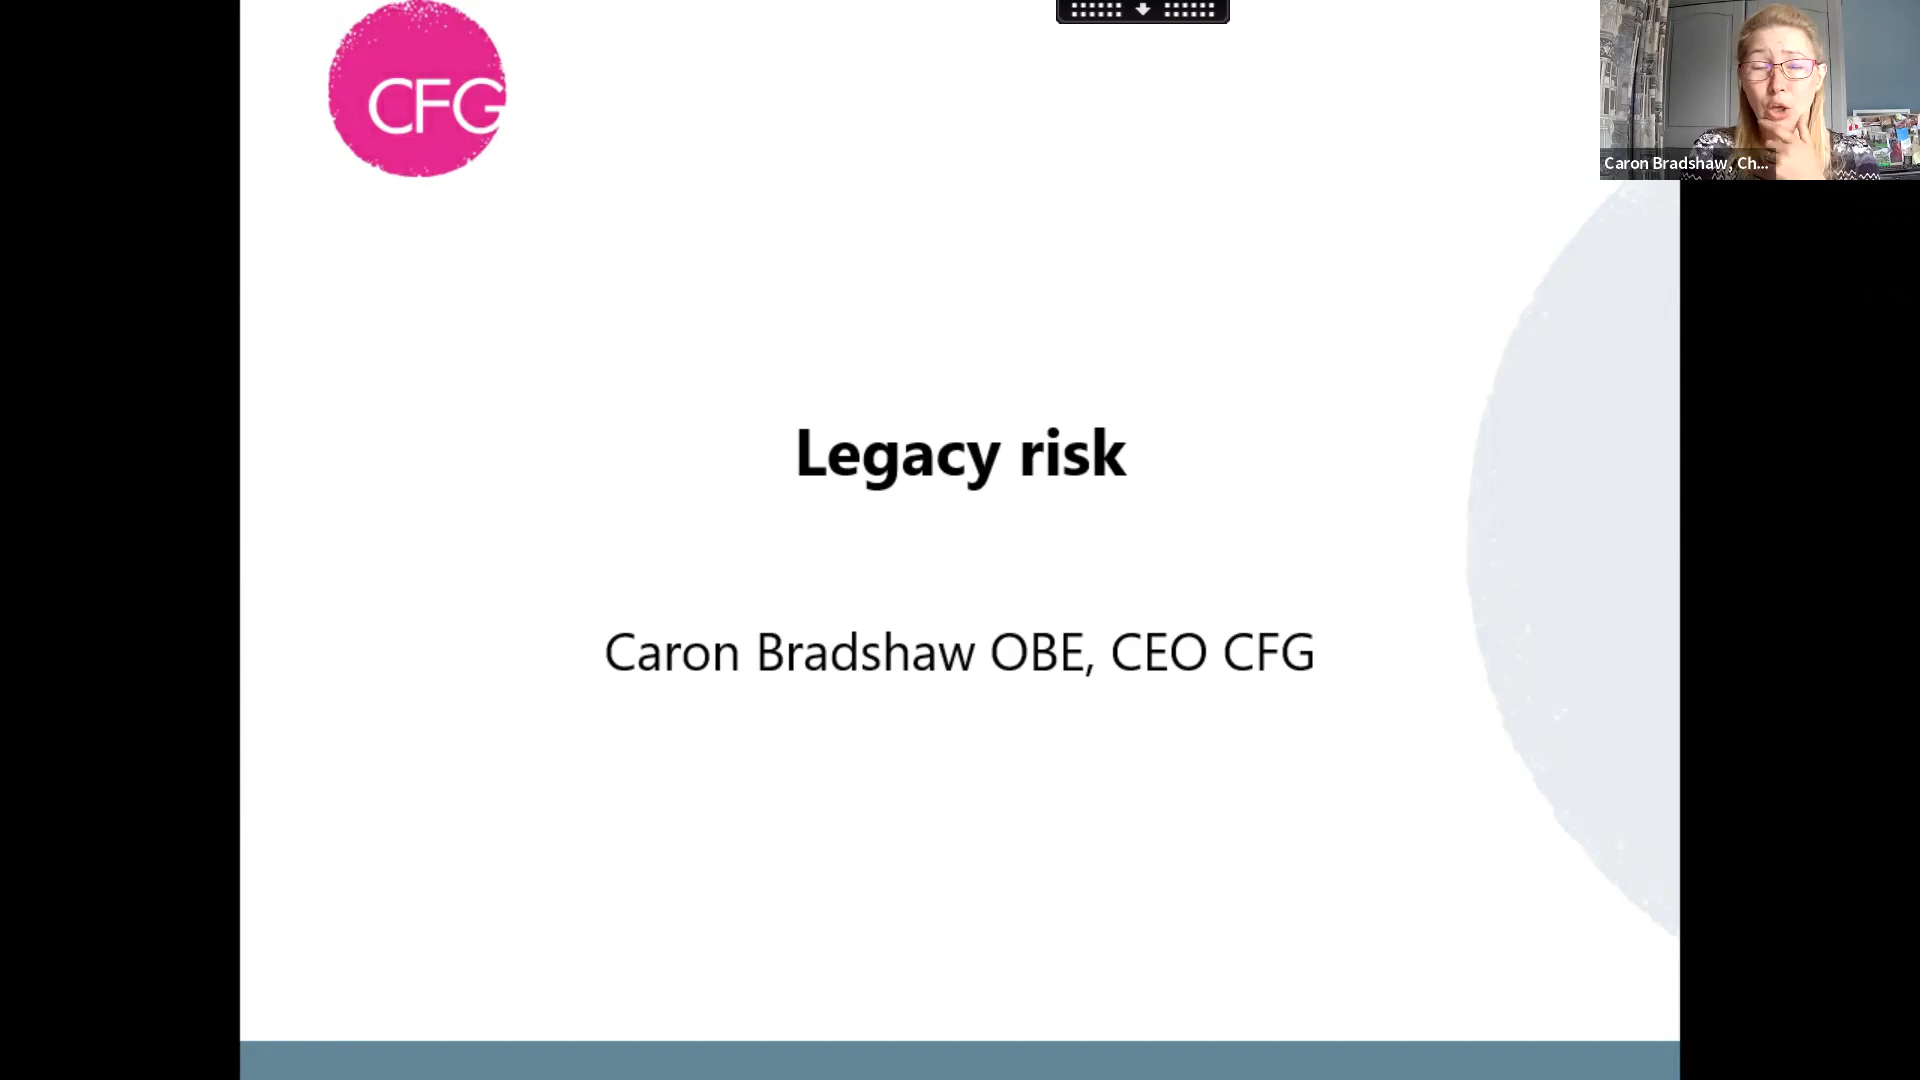 CFG
Caron Bradshaw, Ch...
Legacy risk
Caron Bradshaw OBE, CEO CFG